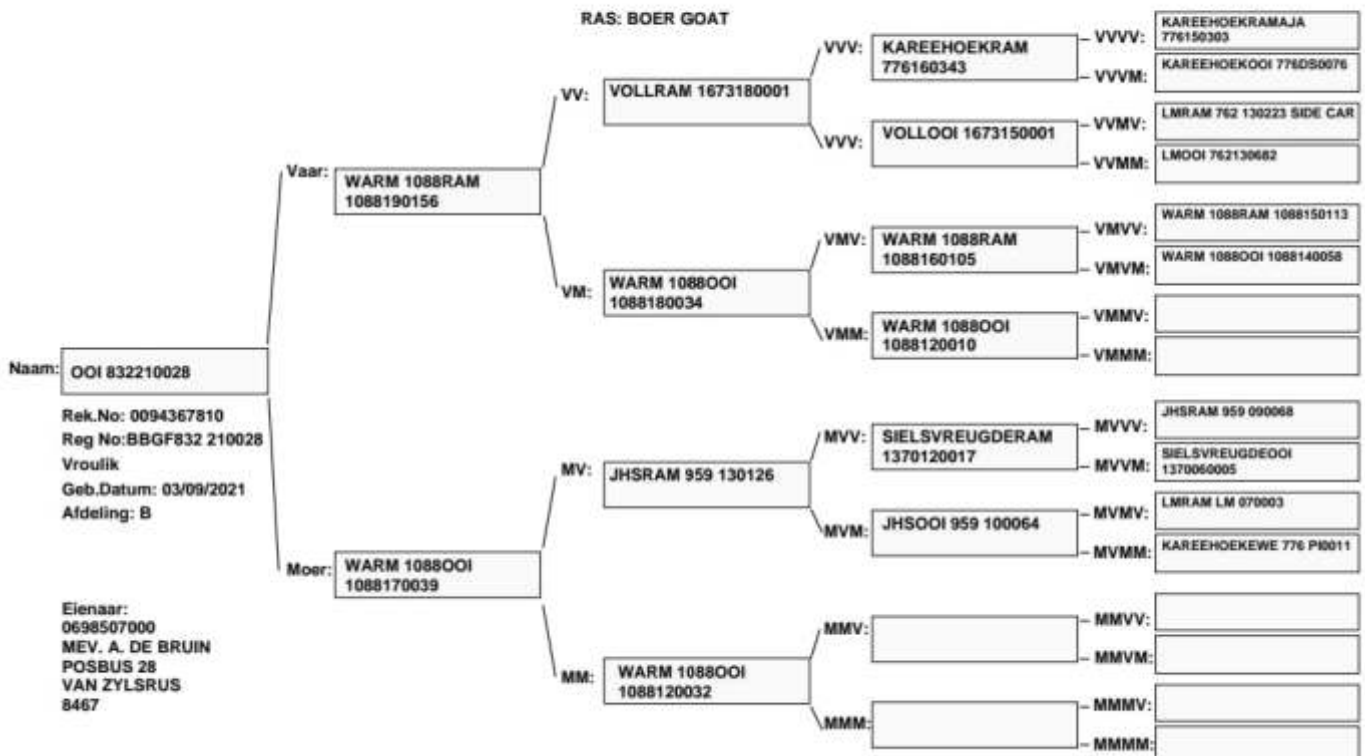 RAS: BOER GOAT
Naam:
OOI 832210028
Rek.No: 0094367810
Reg No:BBGF832 210028
Vroulik
Geb.Datum: 03/09/2021
Afdeling: B
Eienaar:
0698507000
MEV. A. DE BRUIN
POSBUS 28
VAN ZYLSRUS
8467
Vaar:
WARM 1088RAM
1088190156
Moer:
WARM 1088OOI
1088170039
VV:
VOLLRAM 1673180001
VM:
WARM 1088OOI
1088180034
MV:
JHSRAM 959 130126
MM:
WARM 1088OOI
1088120032
VVV:
KAREEHOEKRAM
776160343
VVV:
VOLLOOI 1673150001
VMV:
WARM 1088RAM
1088160105
VMM:
WARM 1088OOI
1088120010
MVV:
SIELSVREUGDERAM
1370120017
MVM:
JHSOOI 959 100064
MMV:
MMM:
VVVV:
KAREEHOEKRAMAJA
776150303
VVVM:
KAREEHOEKOOI 776DS0076
VVMV:
LMRAM 762 130223 SIDE CAR
VVMM:
LMOOI 762130682
VMVV:
WARM 1088RAM 1088150113
VMVM:
WARM 1088OOI 1088140058
VMMV:
VMMM:
MVVV:
JHSRAM 959 090068
MVVM:
SIELSVREUGDEOOI
1370060005
MVMV:
LMRAM LM 070003
MVMM:
KAREEHOEKEWE 776 PI0011
MMVV:
MMVM:
MMMV:
MMMM: